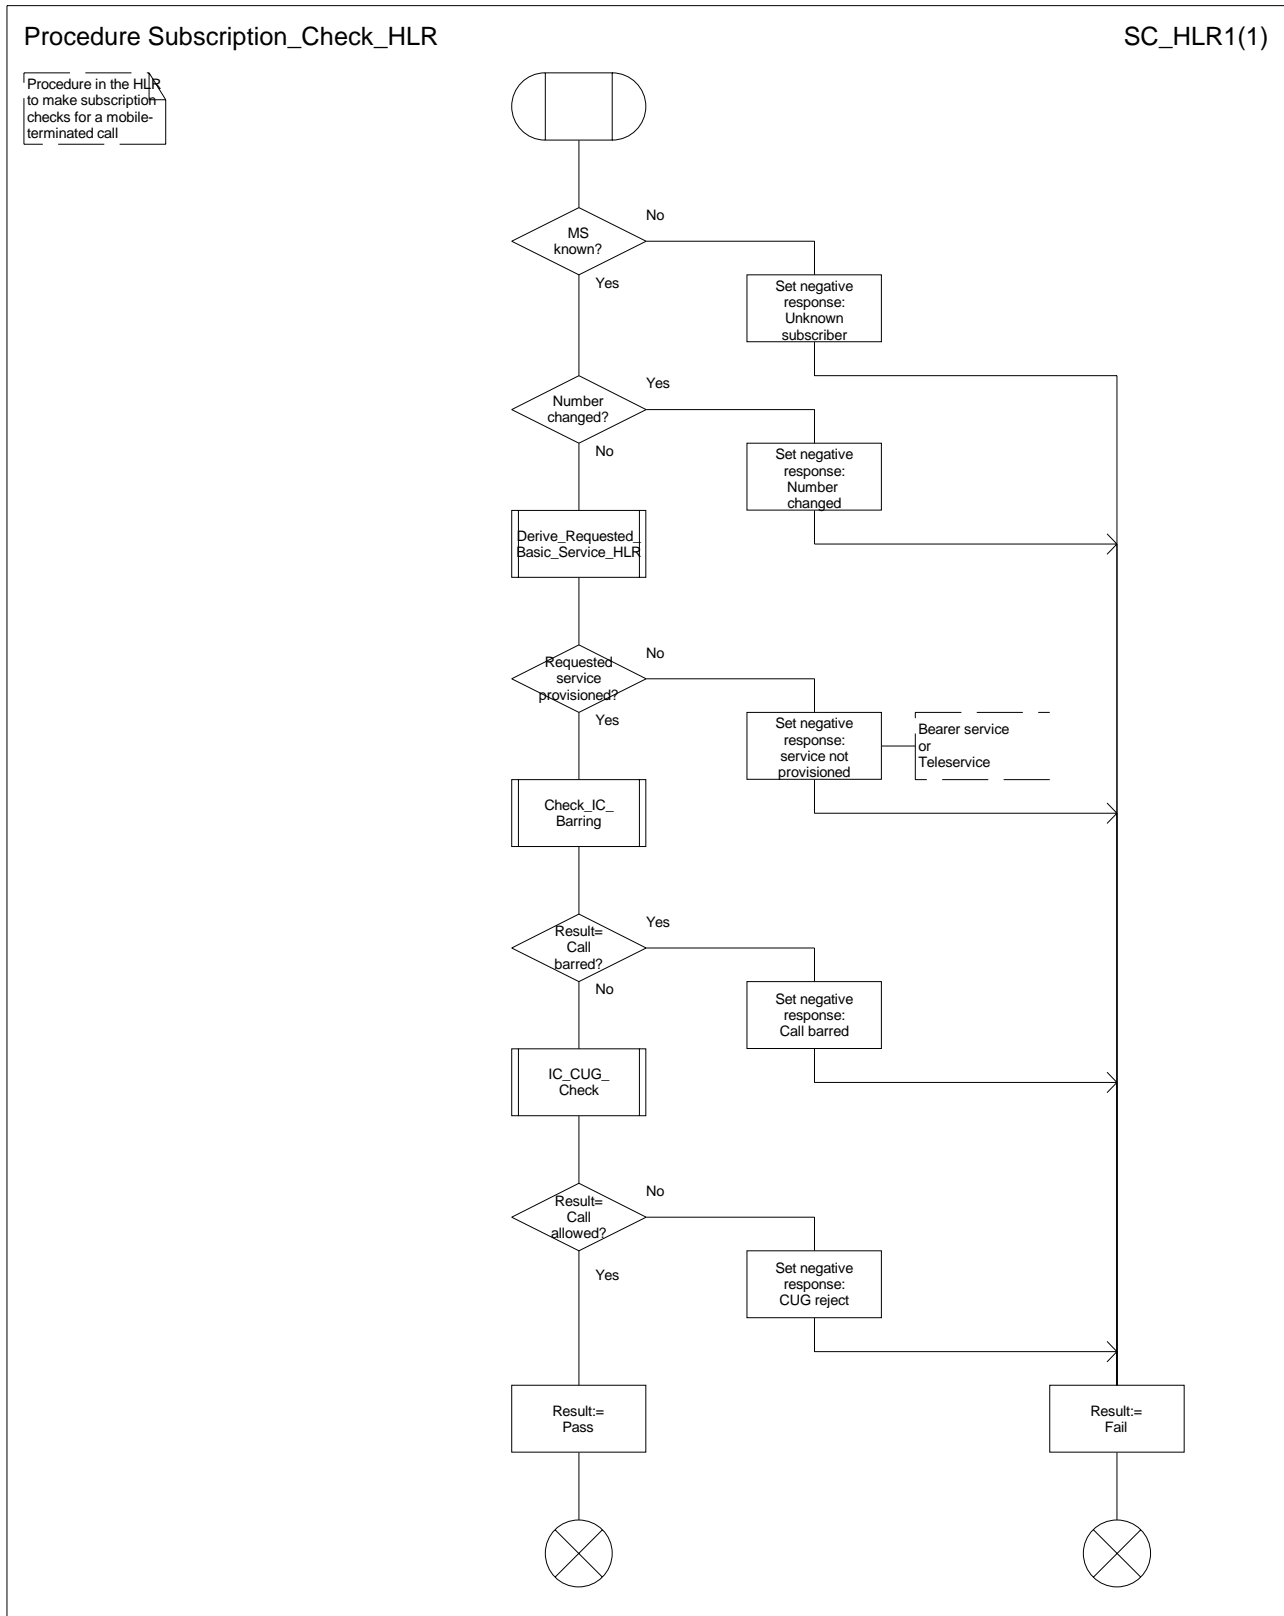 Procedure Subscription_Check_HLR
SC_HLR1(1)
Procedure in the HLR
to make subscription
checks for a mobile-
terminated call
MS
known?
No
Yes
Set negative
response:
Unknown
subscriber
Number
changed?
Yes
No
Set negative
response:
Number
changed
Derive_Requested_
Basic_Service_HLR
Requested
service
provisioned?
No
Yes
Set negative
response:
service not
provisioned
Bearer service
or
Teleservice
Check_IC_
Barring
Result=
Call
barred?
Yes
No
Set negative
response:
Call barred
IC_CUG_
Check
Result=
Call
allowed?
No
Yes
Set negative
response:
CUG reject
Result:=
Pass
Result:=
Fail